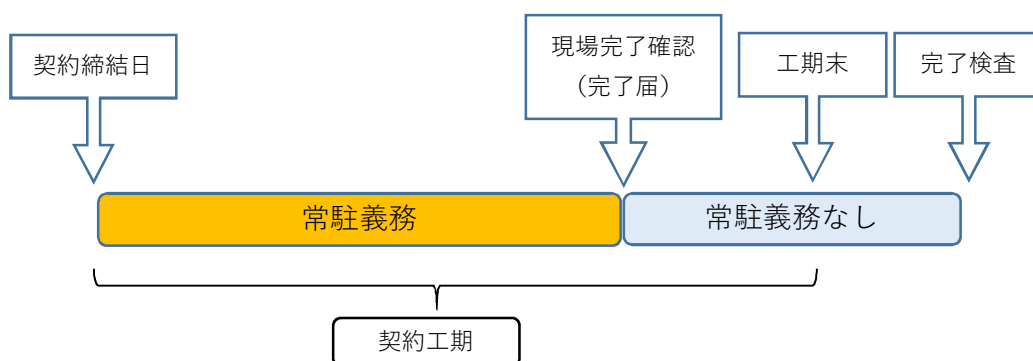 契約締結日
現場完了確認
（完了届）
工期末
完了検査
常駐義務
常駐義務なし
契約工期